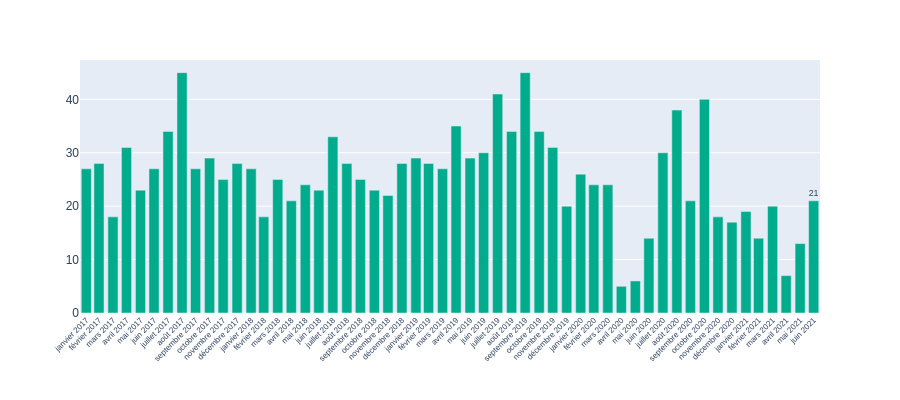 40
30
20
10
0
21
janvier 2017
février 2017
mars 2017
avril 2017
mai 2017
juin 2017
juillet 2017
août 2017
septembre 2017
octobre 2017
novembre 2017
décembre 2017
janvier 2018
février 2018
mars 2018
avril 2018
mai 2018
juin 2018
juillet 2018
août 2018
septembre 2018
octobre 2018
novembre 2018
décembre 2018
janvier 2019
février 2019
mars 2019
avril 2019
mai 2019
juin 2019
juillet 2019
août 2019
septembre 2019
octobre 2019
novembre 2019
décembre 2019
janvier 2020
février 2020
mars 2020
avril 2020
mai 2020
juin 2020
juillet 2020
août 2020
septembre 2020
octobre 2020
novembre 2020
décembre 2020
janvier 2021
février 2021
mars 2021
avril 2021
mai 2021
juin 2021